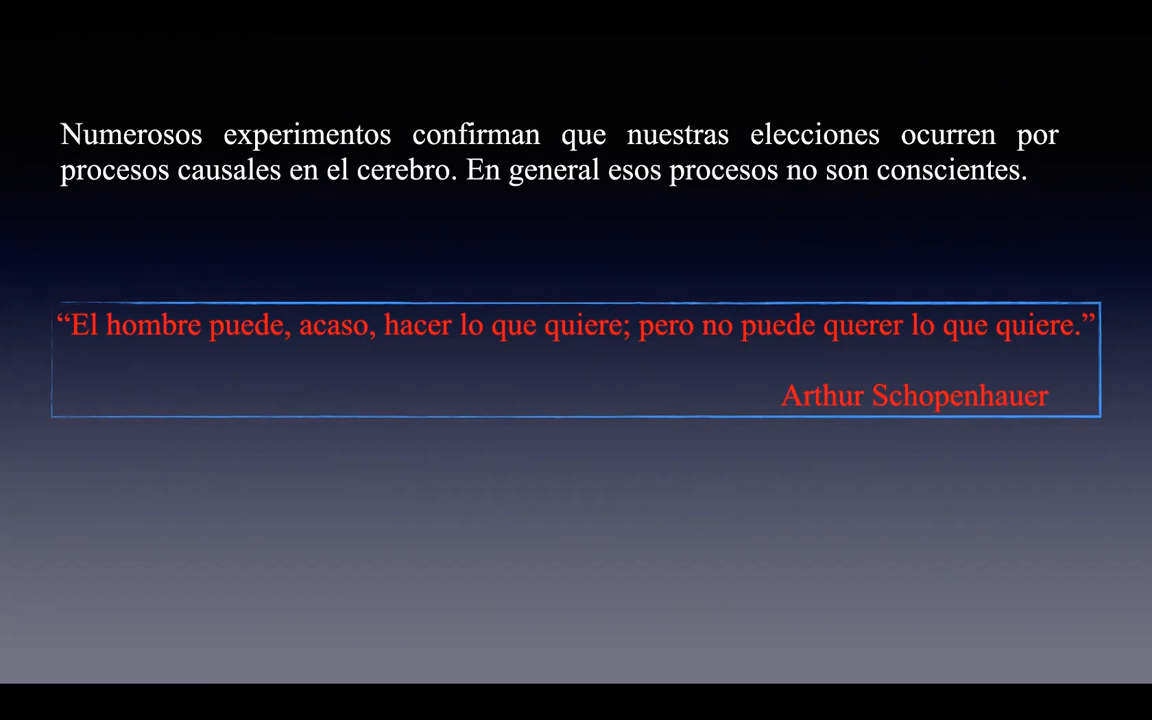 Numerosos experimentos confirman que nuestras elecciones ocurren por
procesos causales en el cerebro. En general esos procesos no son conscientes.
“El hombre puede, acaso, hacer lo que quiere; pero no puede querer lo que quiere.”
Arthur Schopenhauer